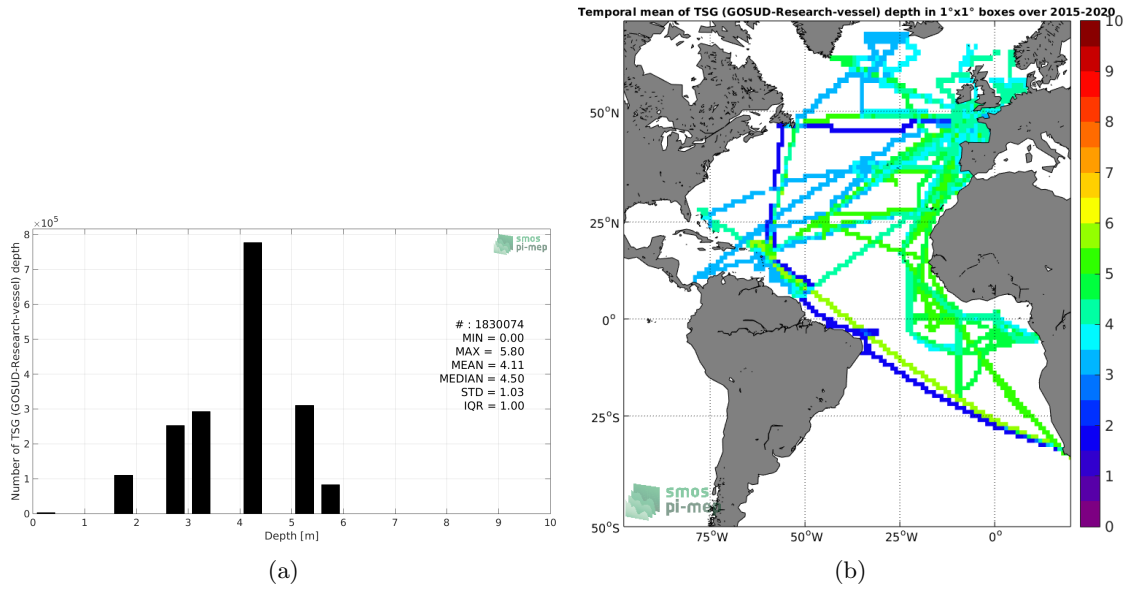 ×10⁵
8
7
6
5
4
3
2
1
0
Number of TSG (GOSUD-Research-vessel) depth
smos
pi-mep
# : 1830074
MIN = 0.00
MAX = 5.80
MEAN = 4.11
MEDIAN = 4.50
STD = 1.03
IQR = 1.00
0 1 2 3 4 5 6 7 8 9 10
Depth [m]
(a)
Temporal mean of TSG (GOSUD-Research-vessel) depth in 1°x1° boxes over 2015-2020
50°N
25°N
0°
25°S
50°S
75°W 50°W 25°W 0°
smos
pi-mep
10
9
8
7
6
5
4
3
2
1
0
(b)